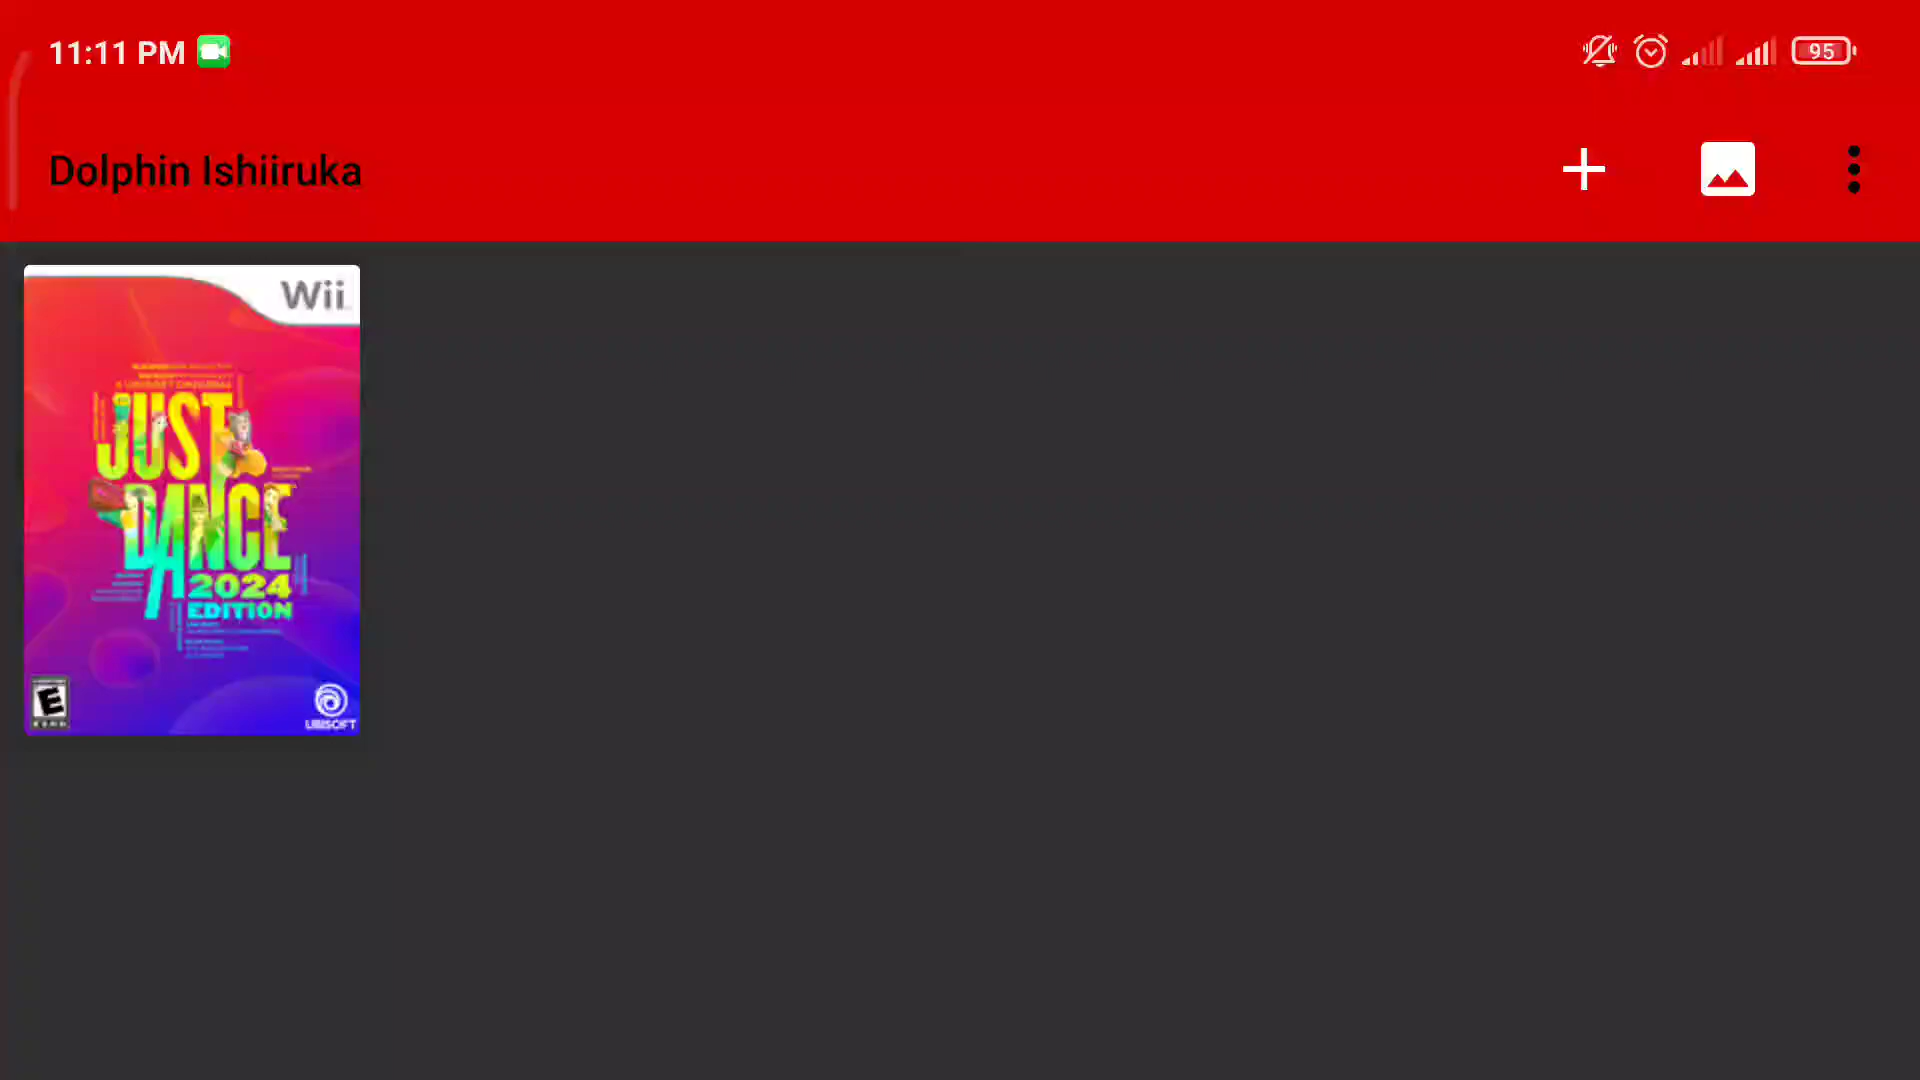 11:11 PM
95
Dolphin Ishiiruka
Wii
JUST
DANCE
2024
EDITION
E
UBISOFT